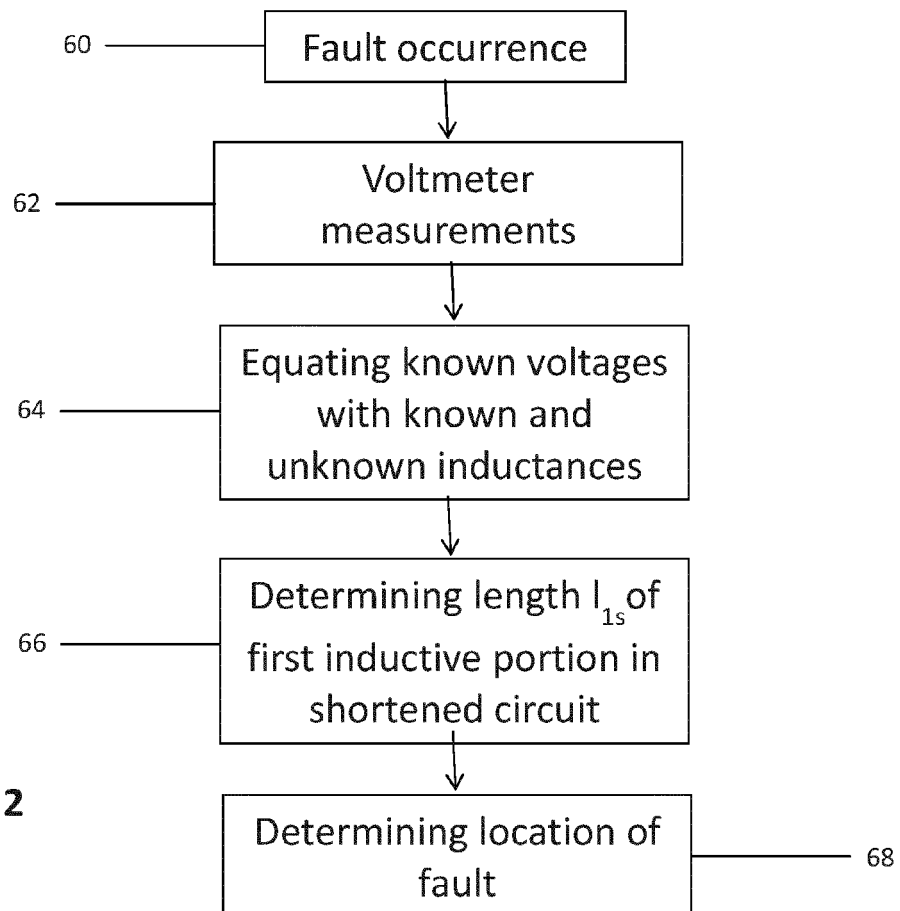 60
Fault occurrence
62
Voltmeter
measurements
64
Equating known voltages
with known and
unknown inductances
66
Determining length l1s of
first inductive portion in
shortened circuit
2
Determining location of
fault
68